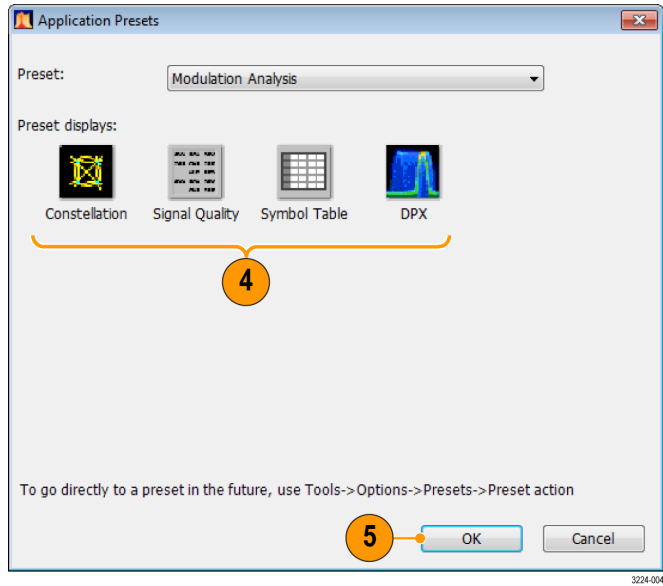 Application Presets
Preset:
Modulation Analysis
Preset displays:
Constellation
Signal Quality
Symbol Table
DPX
4
To go directly to a preset in the future, use Tools->Options->Presets->Preset action
5
OK
Cancel
3224-004